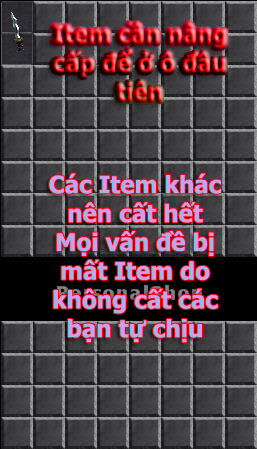 Item cần nâng
cấp để ở ô đầu
tiên
Các Item khác
nên cất hết
Mọi vấn đề bị
mất Item do
PersonalShop
không cất các
bạn tự chịu